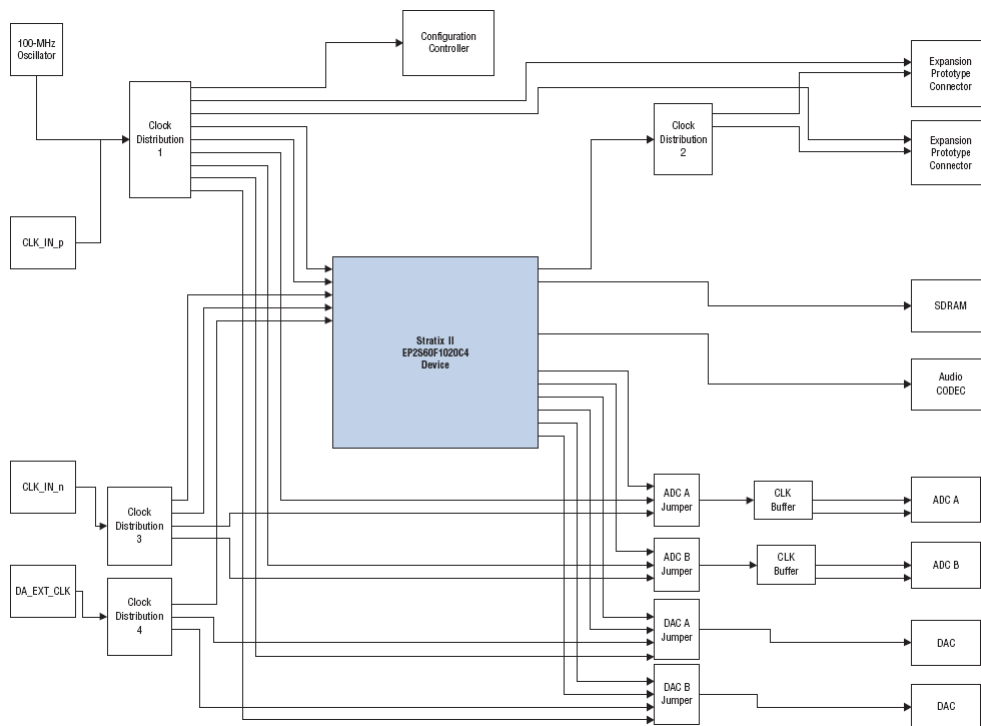 100-MHz
Oscillator
Configuration
Controller
Expansion
Prototype
Connector
Clock
Distribution
1
Clock
Distribution
2
Expansion
Prototype
Connector
CLK_IN_p
Stratix II
EP2S60F1020C4
Device
SDRAM
Audio
CODEC
CLK_IN_n
Clock
Distribution
3
ADC A
Jumper
CLK
Buffer
ADC A
ADC B
Jumper
CLK
Buffer
ADC B
DA_EXT_CLK
Clock
Distribution
4
DAC A
Jumper
DAC
DAC B
Jumper
DAC